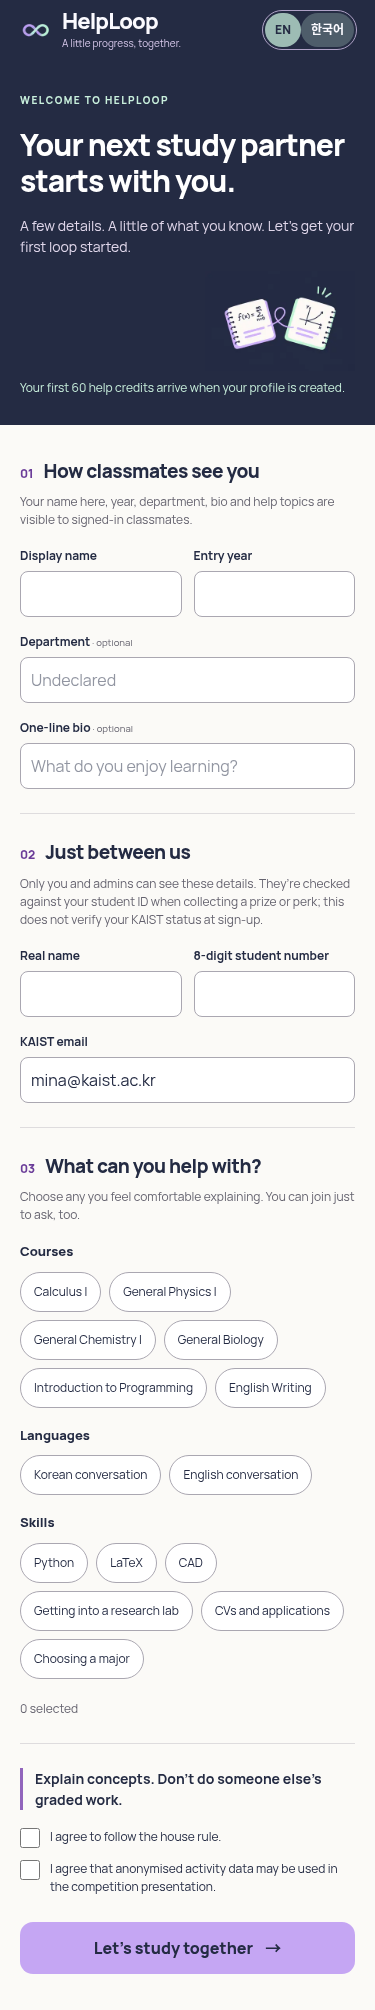 HelpLoop
A little progress, together.
EN 한국어
WELCOME TO HELPLOOP
Your next study partner
starts with you.
A few details. A little of what you know. Let's get your
first loop started.
Your first 60 help credits arrive when your profile is created.
01 How classmates see you
Your name here, year, department, bio and help topics are
visible to signed-in classmates.
Display name Entry year
Department · optional
Undeclared
One-line bio · optional
What do you enjoy learning?
02 Just between us
Only you and admins can see these details. They're checked
against your student ID when collecting a prize or perk; this
does not verify your KAIST status at sign-up.
Real name 8-digit student number
KAIST email
mina@kaist.ac.kr
03 What can you help with?
Choose any you feel comfortable explaining. You can join just
to ask, too.
Courses
Calculus I General Physics I
General Chemistry I General Biology
Introduction to Programming English Writing
Languages
Korean conversation English conversation
Skills
Python LaTeX CAD
Getting into a research lab CVs and applications
Choosing a major
0 selected
Explain concepts. Don't do someone else's
graded work.
I agree to follow the house rule.
I agree that anonymised activity data may be used in
the competition presentation.
Let's study together →